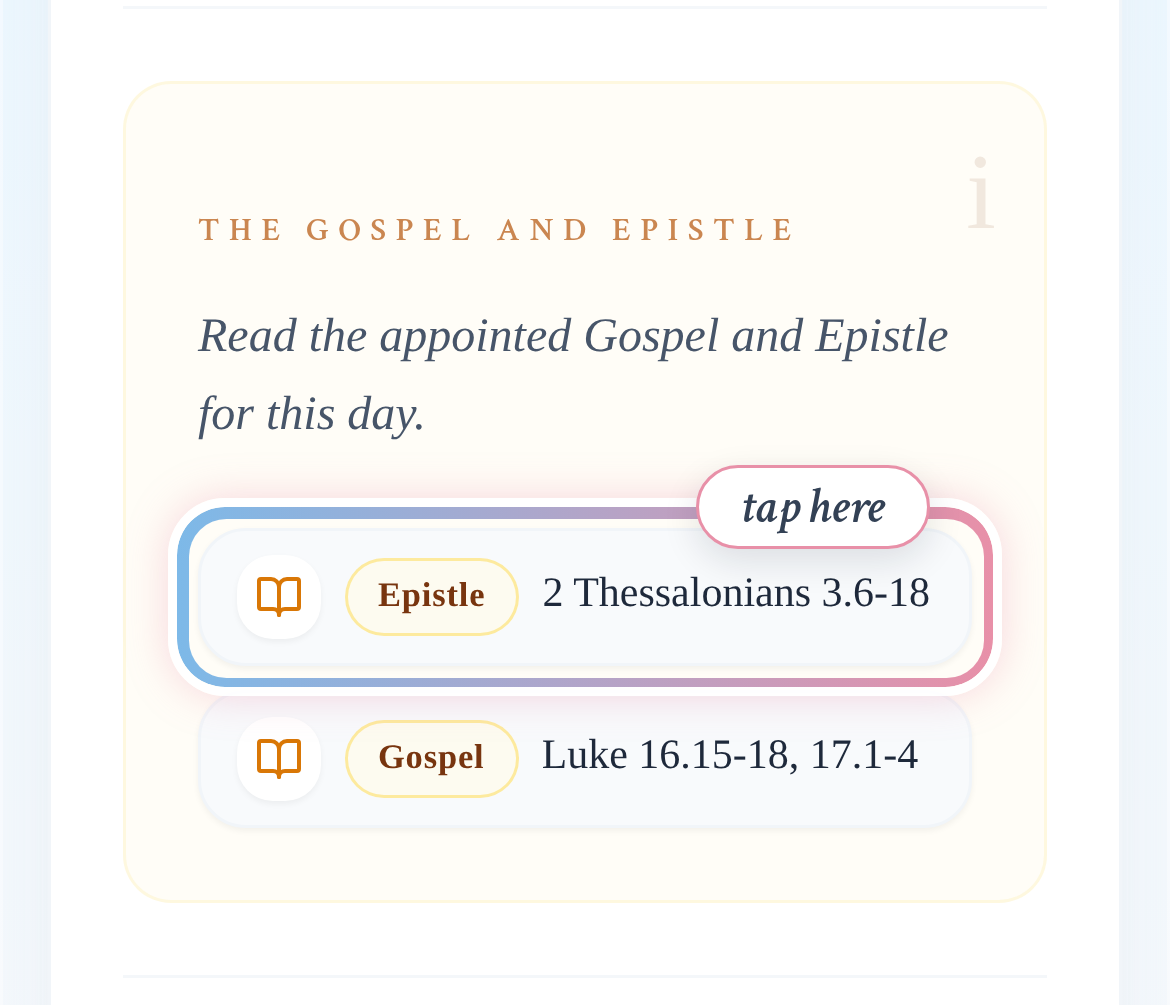 i
THE GOSPEL AND EPISTLE
Read the appointed Gospel and Epistle
for this day.
tap here
Epistle 2 Thessalonians 3.6-18
Gospel Luke 16.15-18, 17.1-4